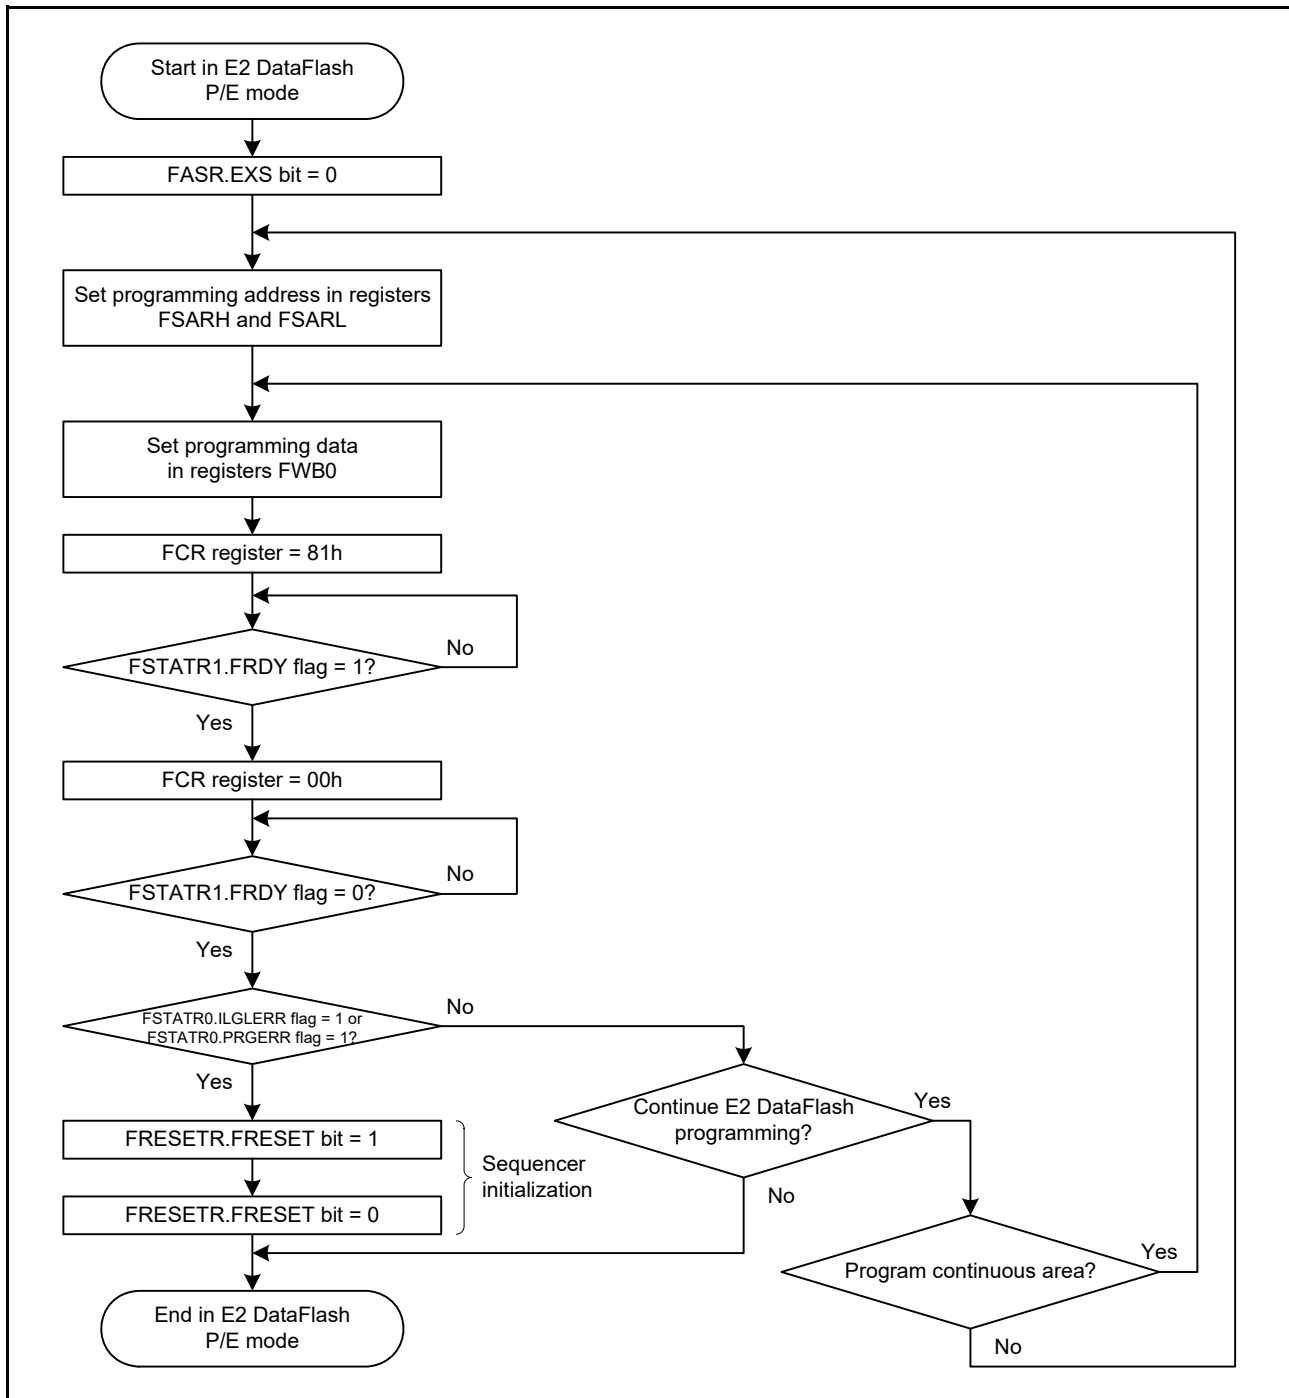 Start in E2 DataFlash
P/E mode
FASR.EXS bit = 0
Set programming address in registers
FSARH and FSARL
Set programming data
in registers FWB0
FCR register = 81h
FSTATR1.FRDY flag = 1?
No
Yes
FCR register = 00h
FSTATR1.FRDY flag = 0?
No
Yes
FSTATR0.ILGLERR flag = 1 or
FSTATR0.PRGERR flag = 1?
No
Yes
Continue E2 DataFlash
programming?
Yes
No
FRESETR.FRESET bit = 1
FRESETR.FRESET bit = 0
Sequencer
initialization
Program continuous area?
Yes
No
End in E2 DataFlash
P/E mode